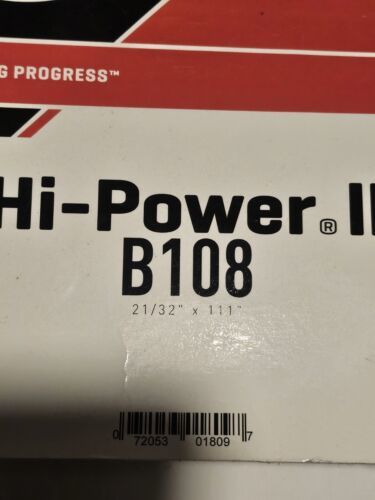 G PROGRESS™
Hi-Power® II
B108
21/32" x 111"
0 72053 01809 7